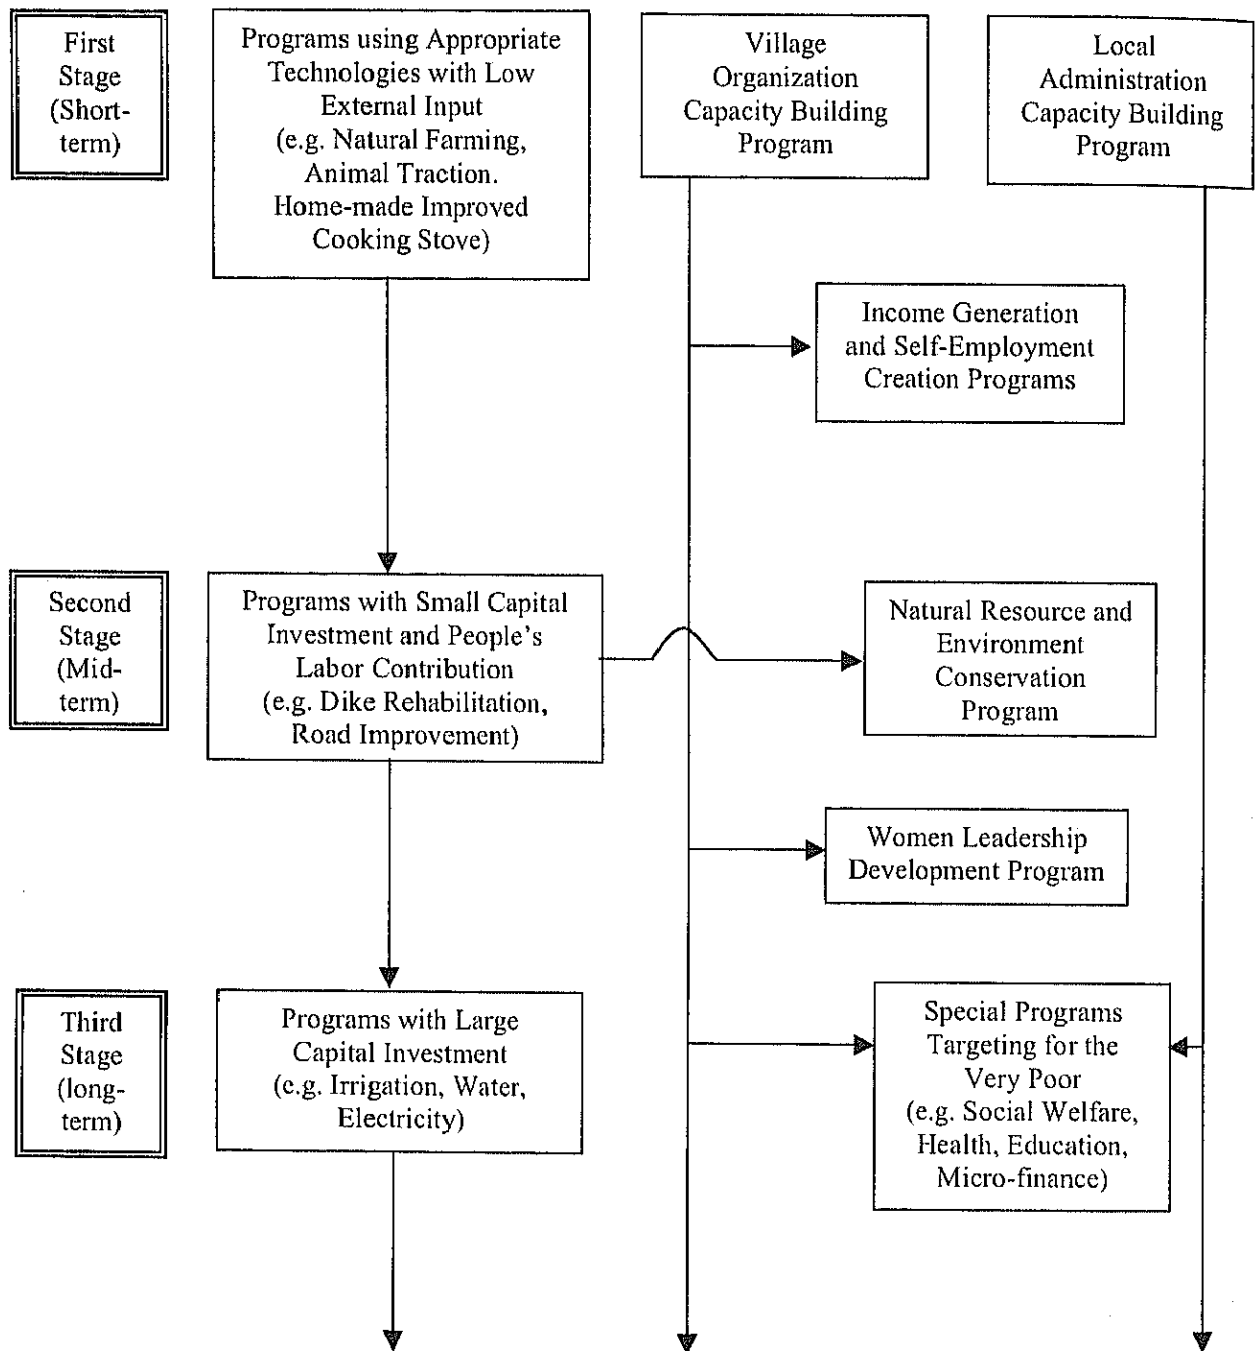 First
Stage
(Short-
term)
Programs using Appropriate
Technologies with Low
External Input
(e.g. Natural Farming,
Animal Traction.
Home-made Improved
Cooking Stove)
Village
Organization
Capacity Building
Program
Local
Administration
Capacity Building
Program
Income Generation
and Self-Employment
Creation Programs
Second
Stage
(Mid-
term)
Programs with Small Capital
Investment and People's
Labor Contribution
(e.g. Dike Rehabilitation,
Road Improvement)
Natural Resource and
Environment
Conservation
Program
Women Leadership
Development Program
Third
Stage
(long-
term)
Programs with Large
Capital Investment
(e.g. Irrigation, Water,
Electricity)
Special Programs
Targeting for the
Very Poor
(e.g. Social Welfare,
Health, Education,
Micro-finance)